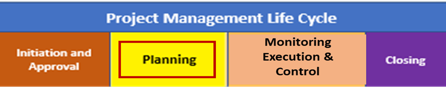 Project Management Life Cycle
Initiation and
Approval
Planning
Monitoring
Execution &
Control
Closing